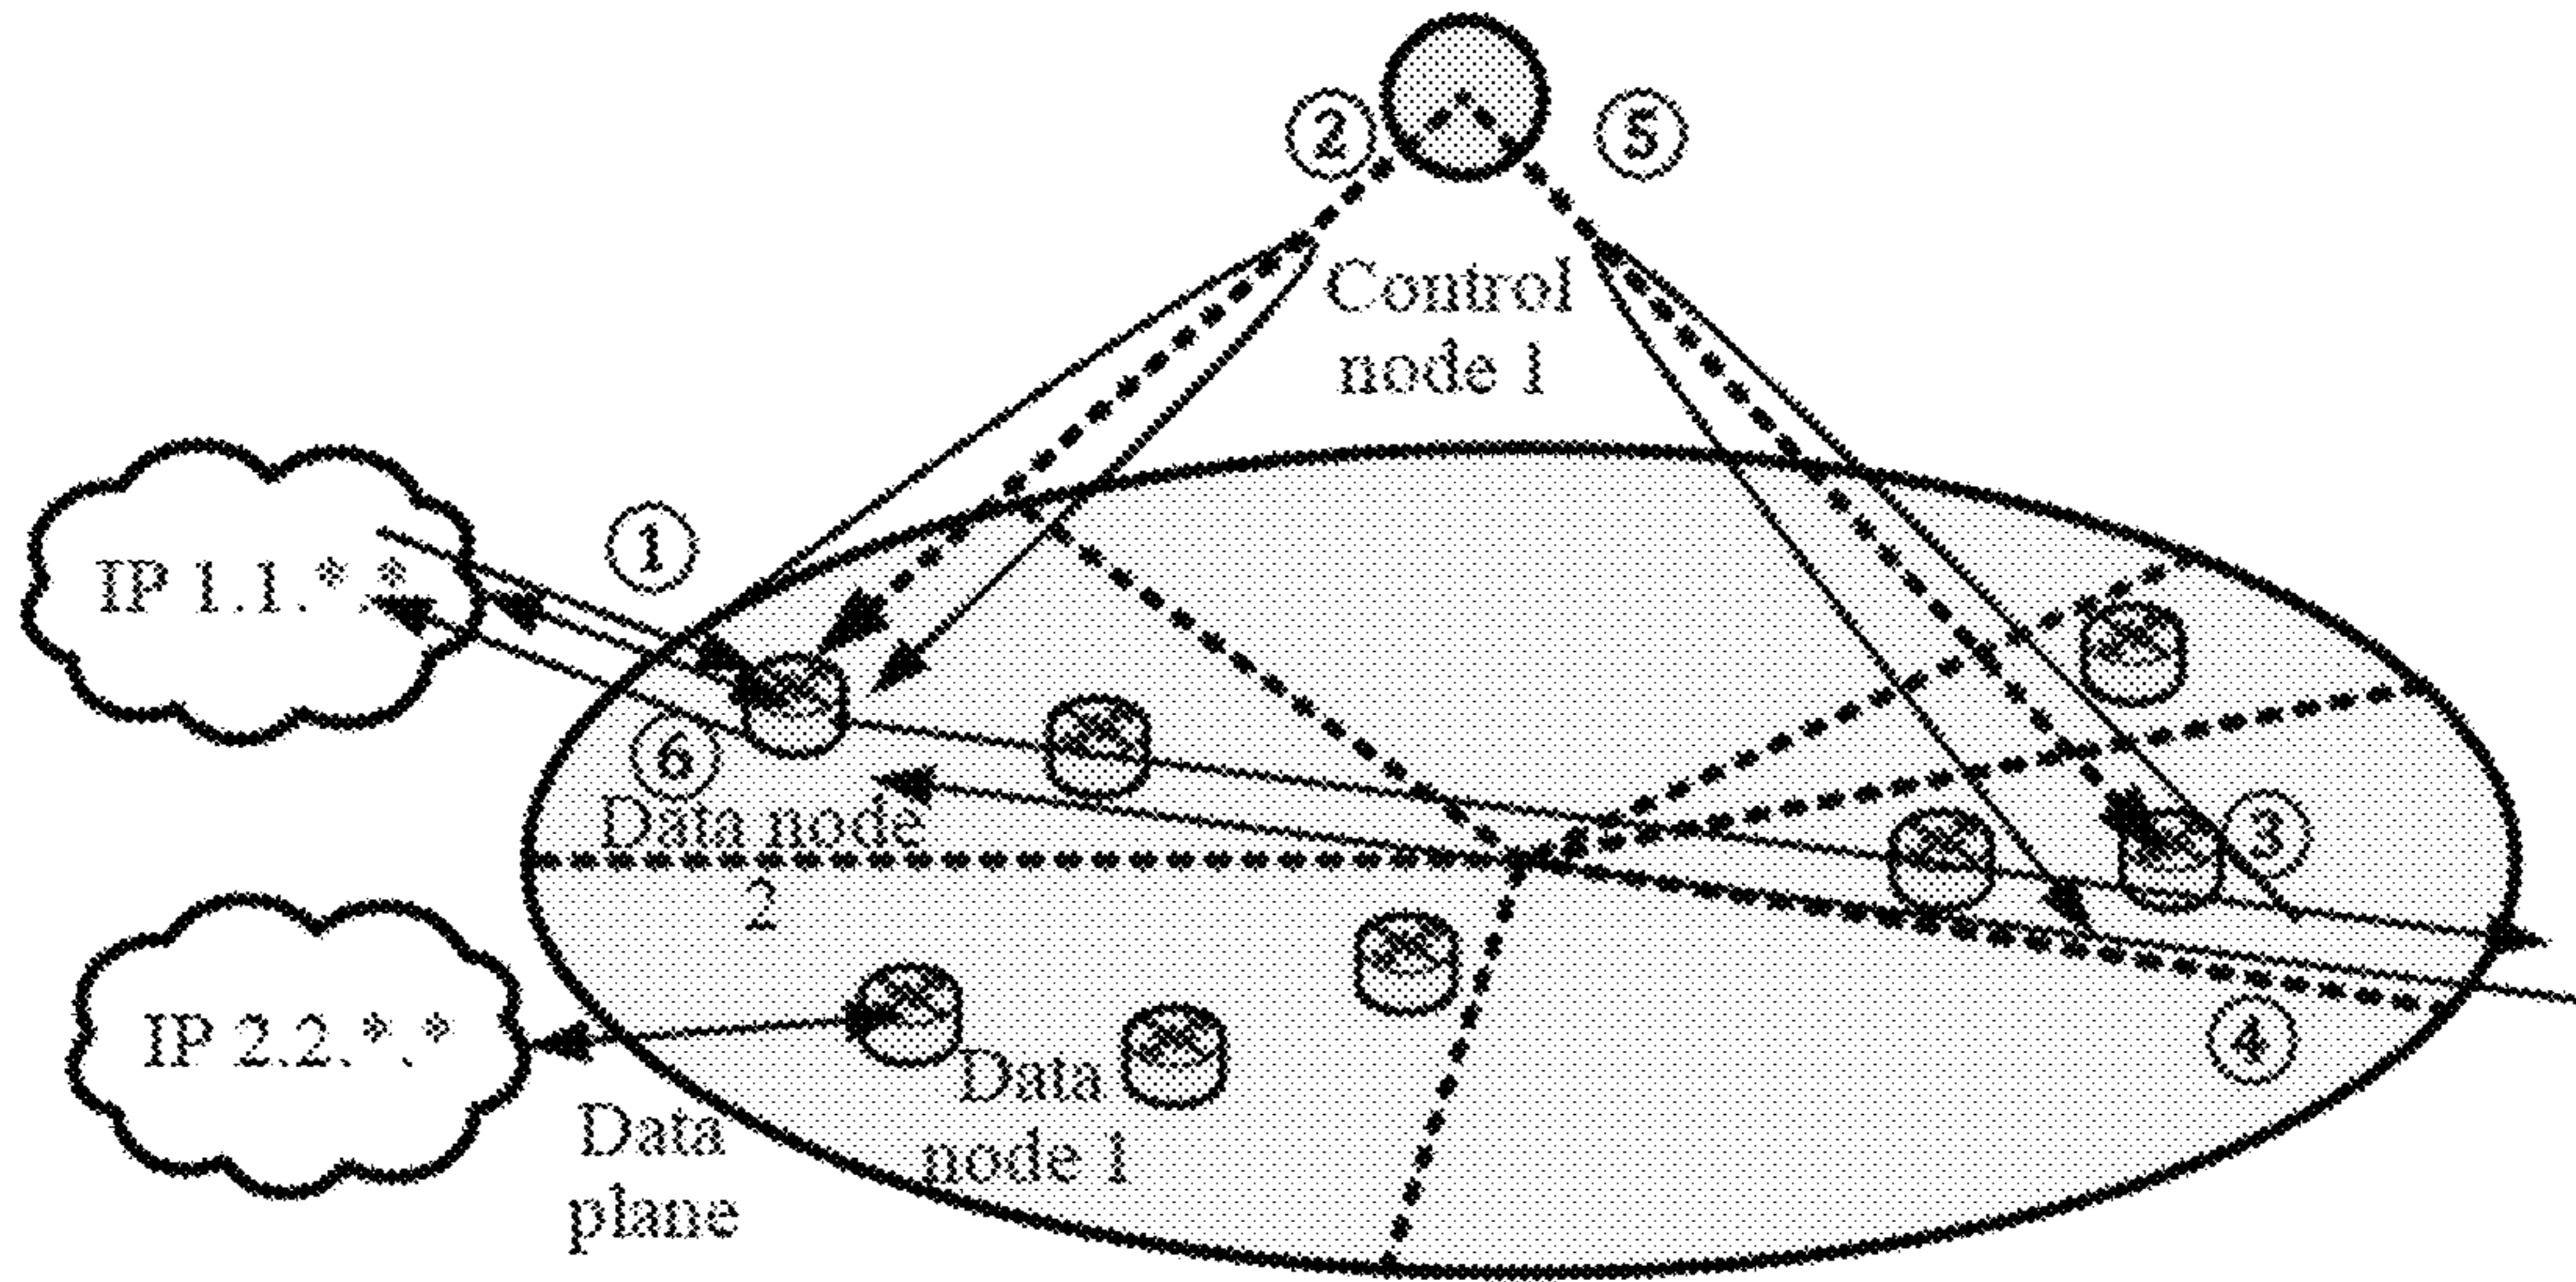 ②
⑤
Control
node 1
①
IP 1.1.*.*
⑥
Data node
2
③
④
IP 2.2.*.*
Data
node 1
Data
plane